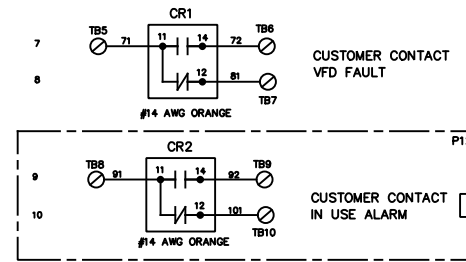 CR1
7 TB5 71 11 14 72 TB6
CUSTOMER CONTACT
VFD FAULT
8 12 81 TB7
#14 AWG ORANGE
P1
CR2
9 TB8 91 11 14 92 TB9
CUSTOMER CONTACT
IN USE ALARM
10 12 101 TB10
#14 AWG ORANGE